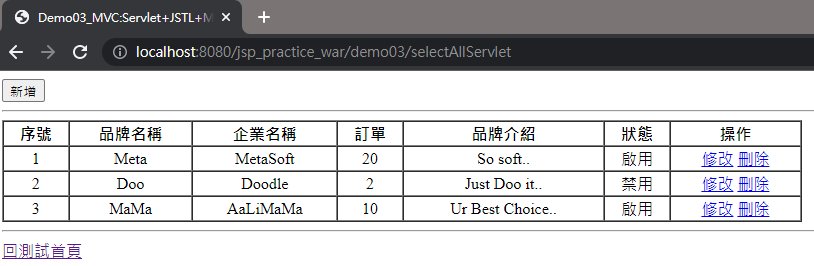 Demo03_MVC:Servlet+JSTL+M
localhost:8080/jsp_practice_war/demo03/selectAllServlet
新增
序號 品牌名稱 企業名稱 訂單 品牌介紹 狀態 操作
1 Meta MetaSoft 20 So soft.. 啟用 修改 刪除
2 Doo Doodle 2 Just Doo it.. 禁用 修改 刪除
3 MaMa AaLiMaMa 10 Ur Best Choice.. 啟用 修改 刪除
回測試首頁